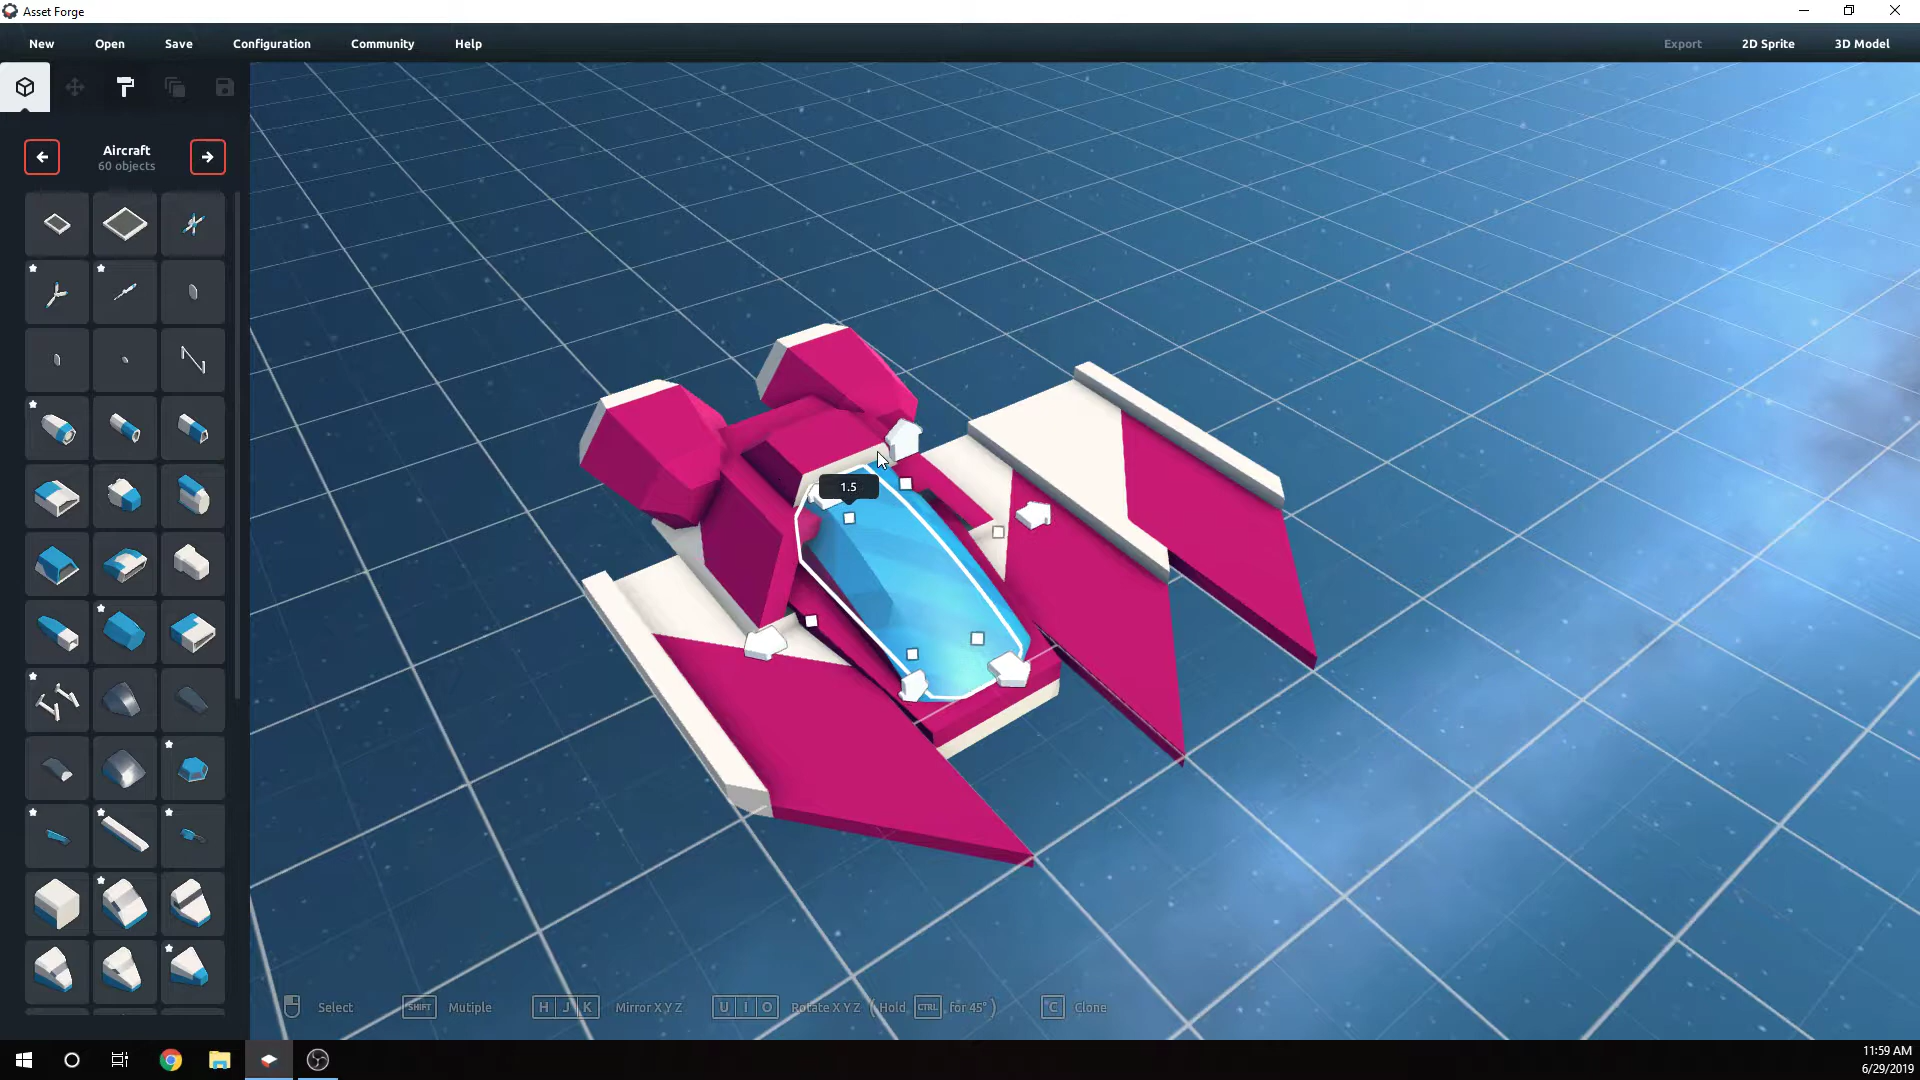 Asset Forge
New Open Save Configuration Community Help Export 2D Sprite 3D Model
Aircraft
60 objects
1.5
Select SHIFT Mutiple H J K Mirror X Y Z U I O Rotate X Y Z ( Hold CTRL for 45° ) C Clone
11:59 AM
6/29/2019